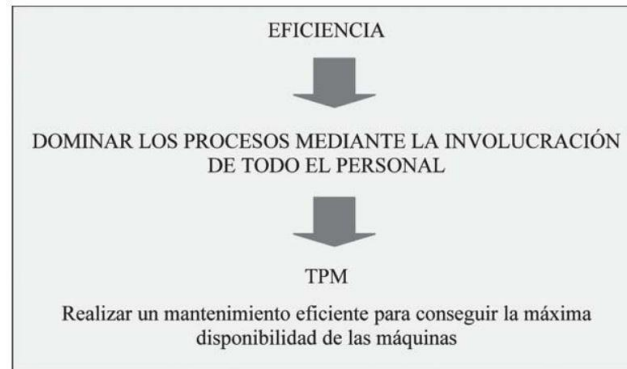 EFICIENCIA
DOMINAR LOS PROCESOS MEDIANTE LA INVOLUCRACIÓN
DE TODO EL PERSONAL
TPM
Realizar un mantenimiento eficiente para conseguir la máxima
disponibilidad de las máquinas